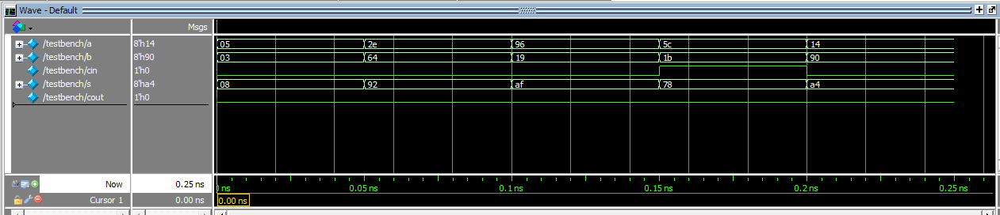 Wave - Default
Msgs
/testbench/a 8'h14 05 2e 96 5c 14
/testbench/b 8'h90 03 64 19 1b 90
/testbench/cin 1'h0
/testbench/s 8'ha4 08 92 af 78 a4
/testbench/cout 1'h0
Now 0.25 ns ns 0.05 ns 0.1 ns 0.15 ns 0.2 ns 0.25 ns
Cursor 1 0.00 ns 0.00 ns